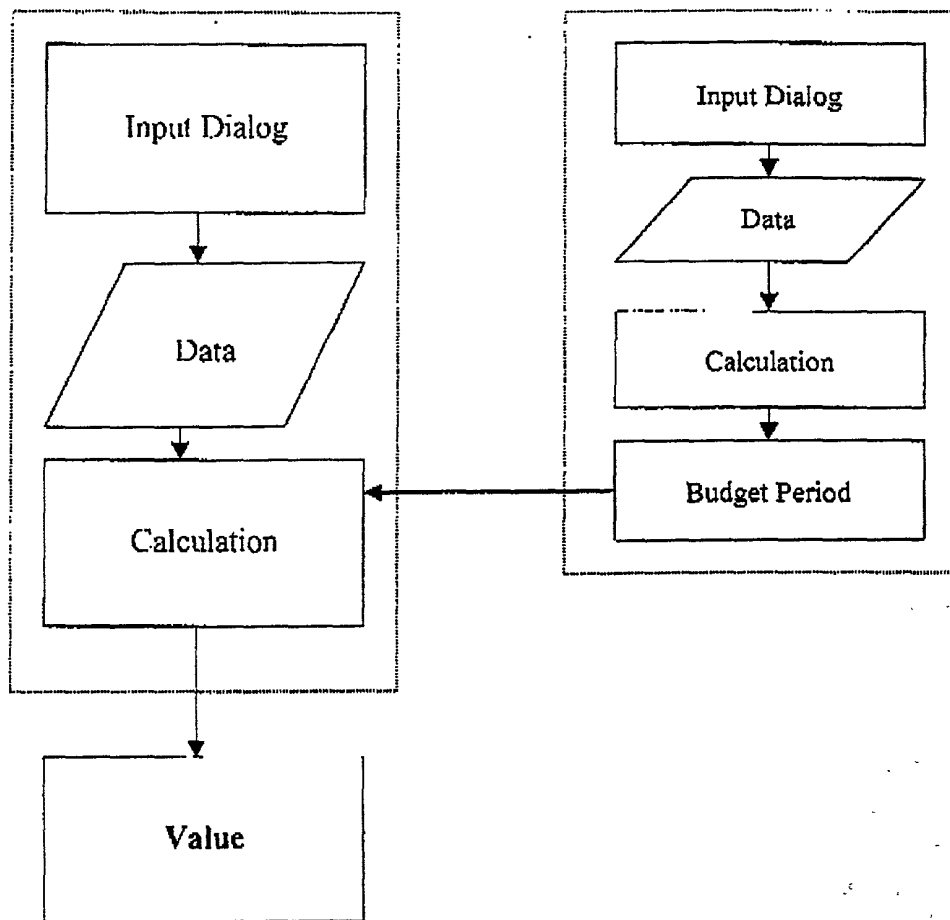 Input Dialog
Data
Calculation
Value
Input Dialog
Data
Calculation
Budget Period